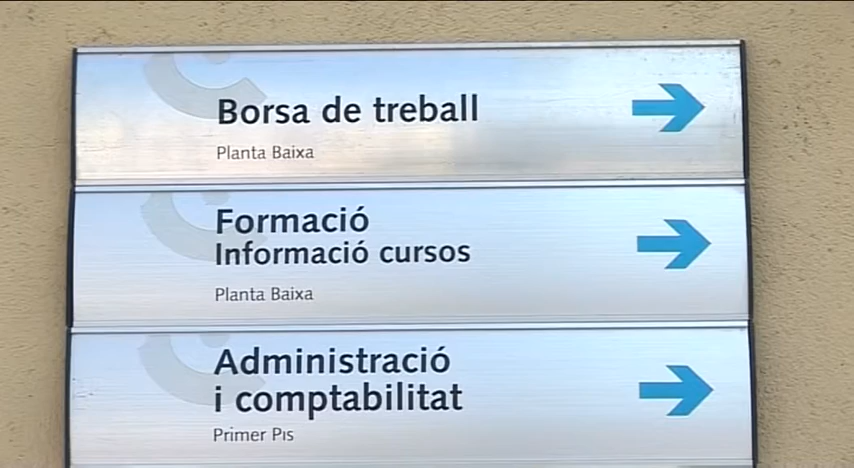 Borsa de treball
Planta Baixa
Formació
Informació cursos
Planta Baixa
Administració
i comptabilitat
Primer Pis